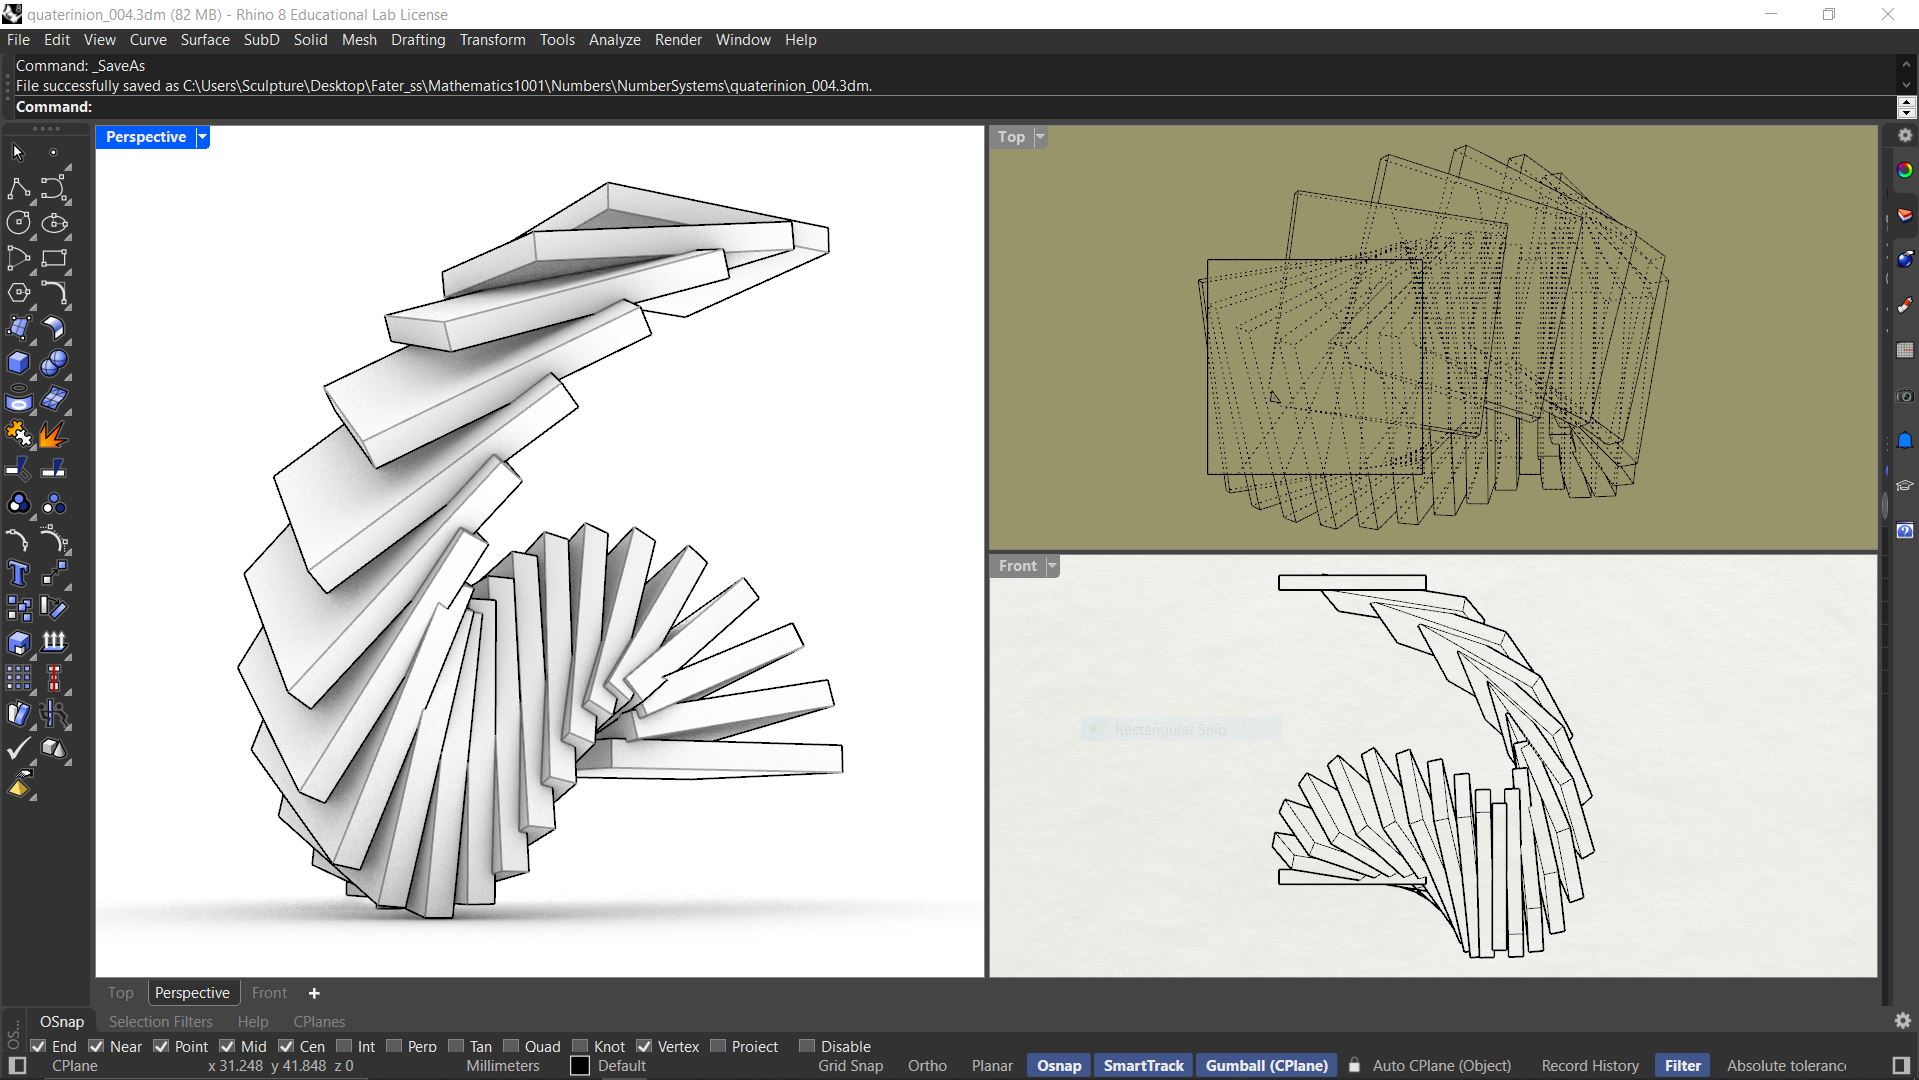 quaterinion_004.3dm (82 MB) - Rhino 8 Educational Lab License
File Edit View Curve Surface SubD Solid Mesh Drafting Transform Tools Analyze Render Window Help
Command: _SaveAs
File successfully saved as C:\Users\Sculpture\Desktop\Fater_ss\Mathematics1001\Numbers\NumberSystems\quaterinion_004.3dm.
Command:
Perspective
Top
Front
Rectangular Snip
Top Perspective Front +
OSnap Selection Filters Help CPlanes
End Near Point Mid Cen Int Perp Tan Quad Knot Vertex Project Disable
CPlane x 31.248 y 41.848 z 0 Millimeters Default Grid Snap Ortho Planar Osnap SmartTrack Gumball (CPlane) Auto CPlane (Object) Record History Filter Absolute toleranc